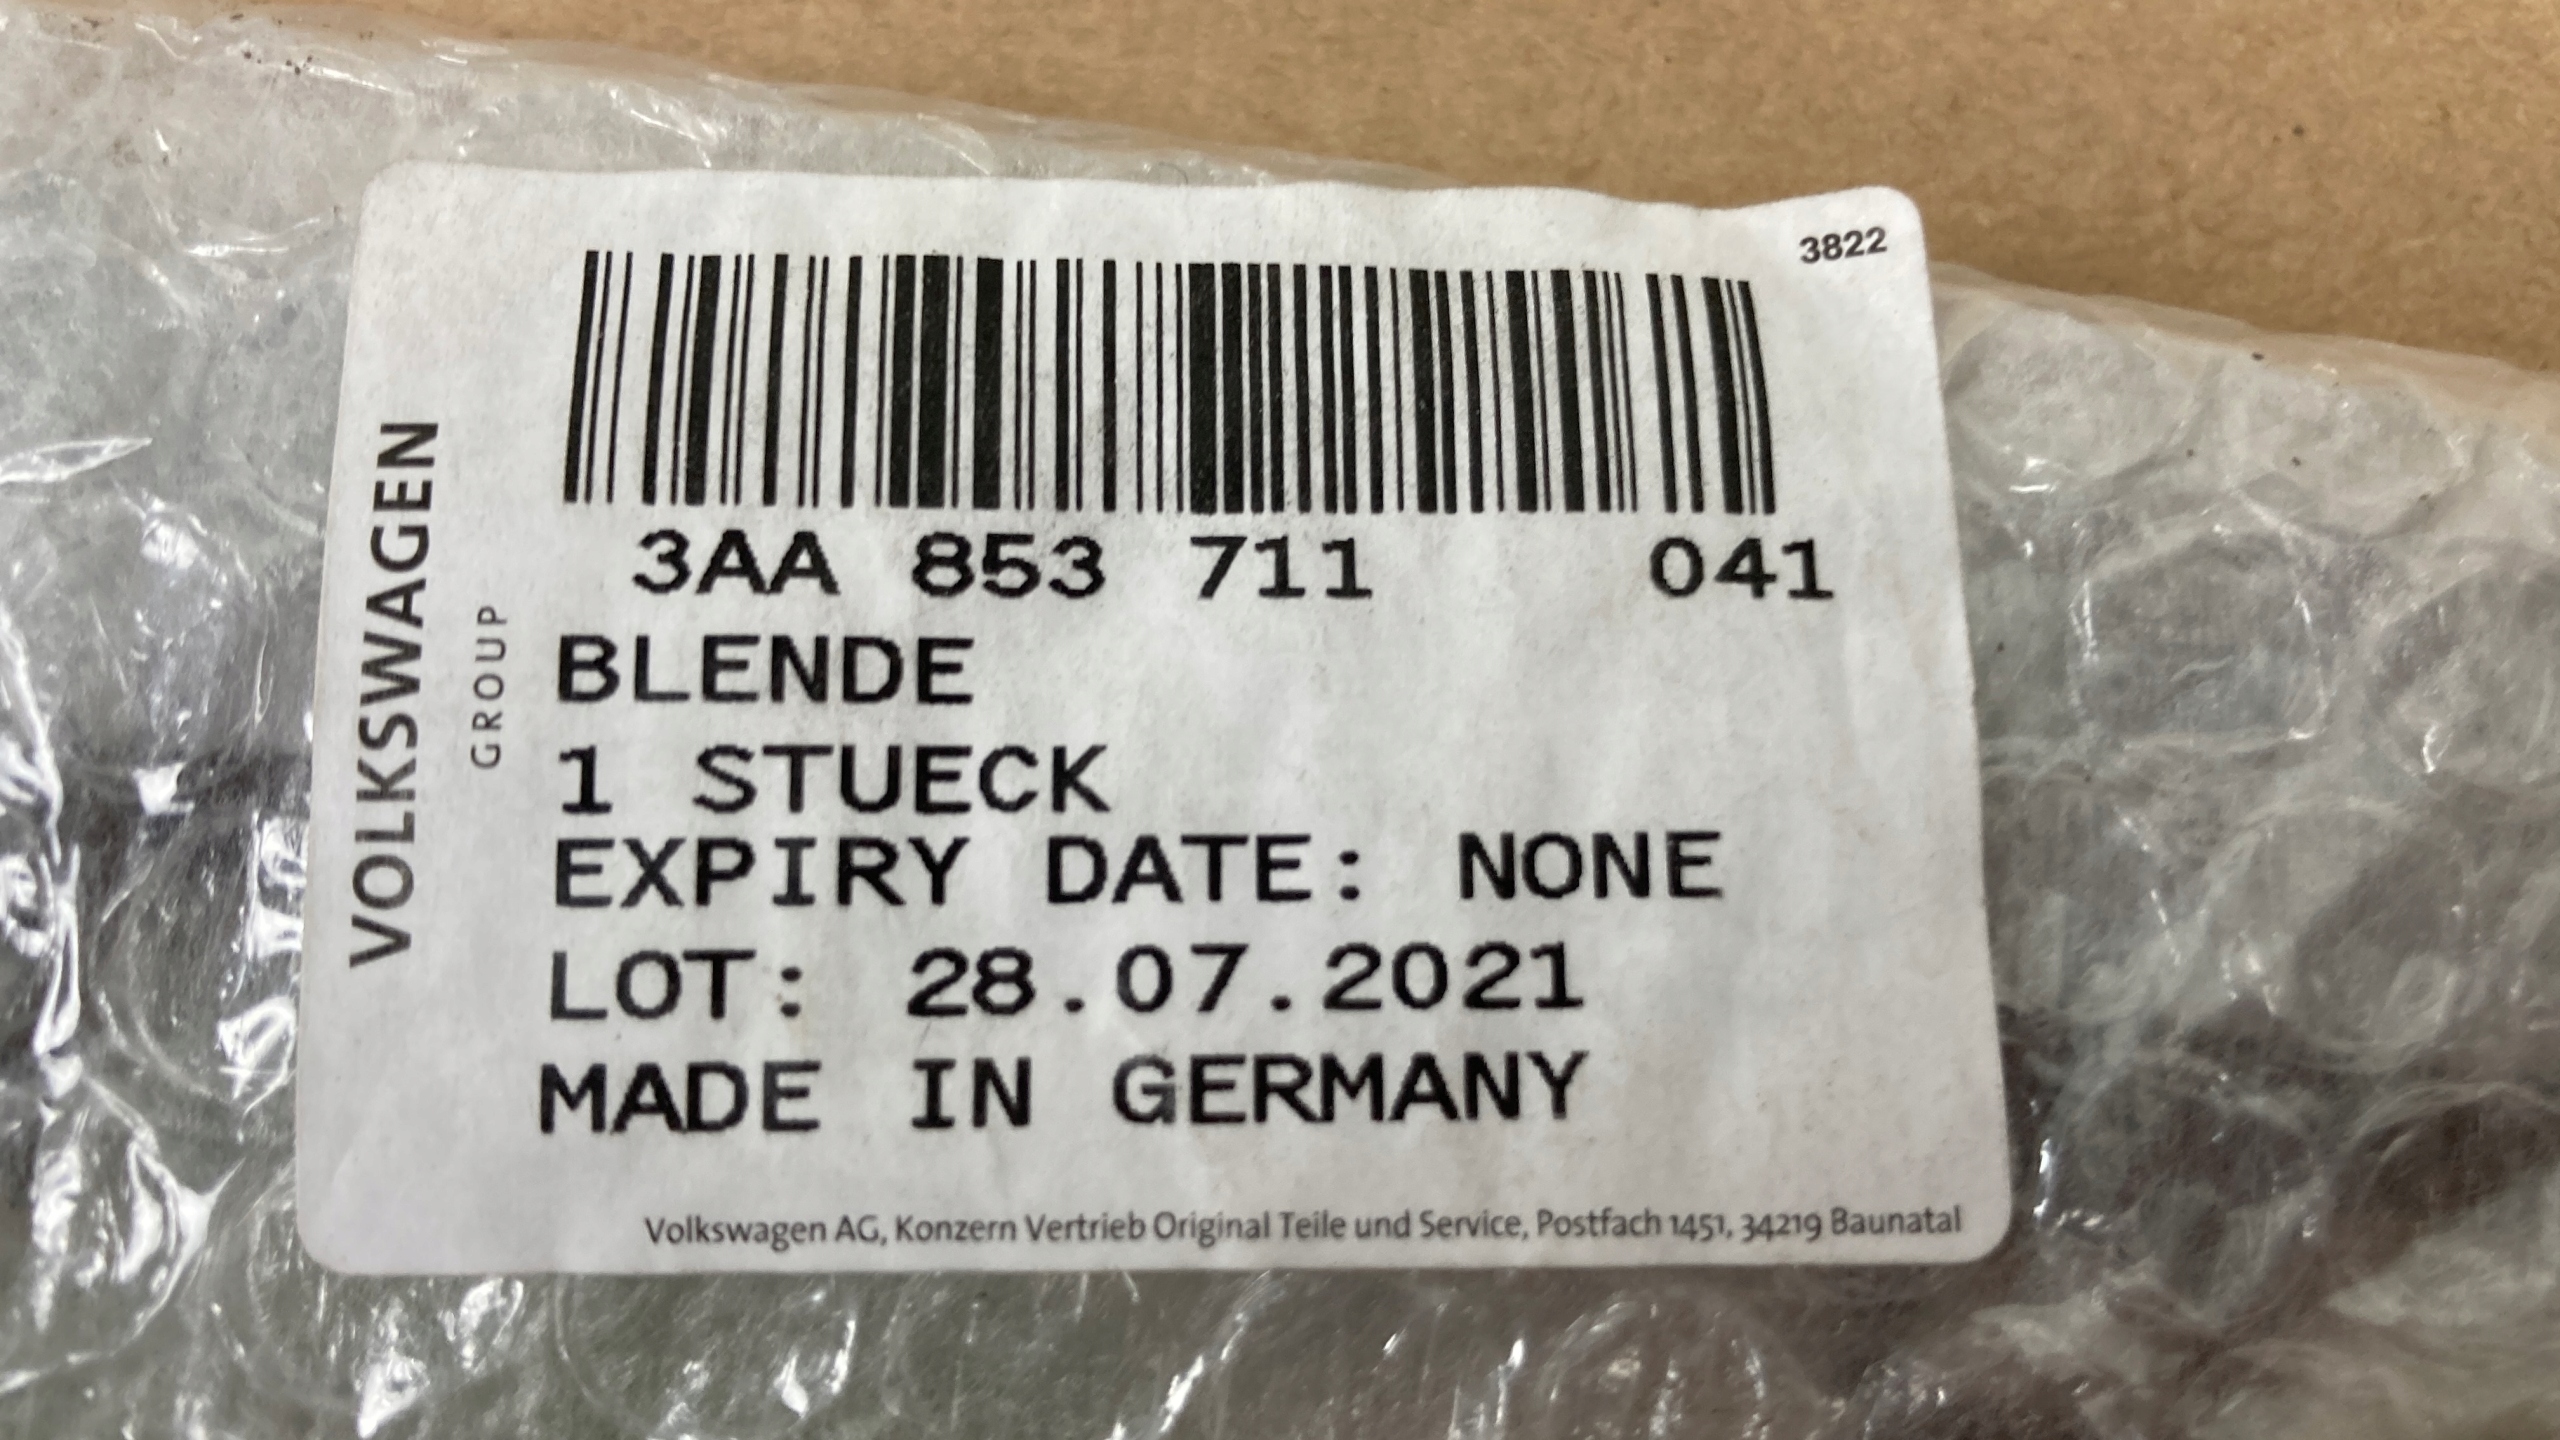 3822
3AA 853 711 041
BLENDE
1 STUECK
EXPIRY DATE: NONE
LOT: 28.07.2021
MADE IN GERMANY
VOLKSWAGEN
GROUP
Volkswagen AG, Konzern Vertrieb Original Teile und Service, Postfach 1451, 34219 Baunatal